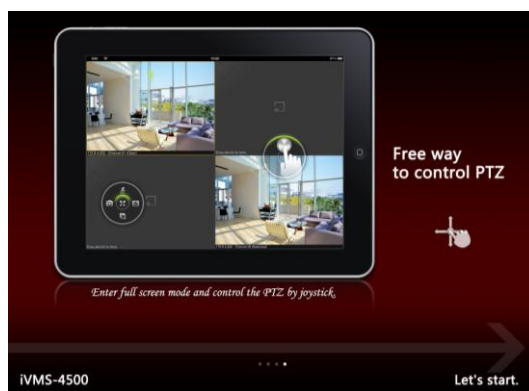 Free way
to control PTZ
Enter full screen mode and control the PTZ by joystick.
iVMS-4500
Let's start.